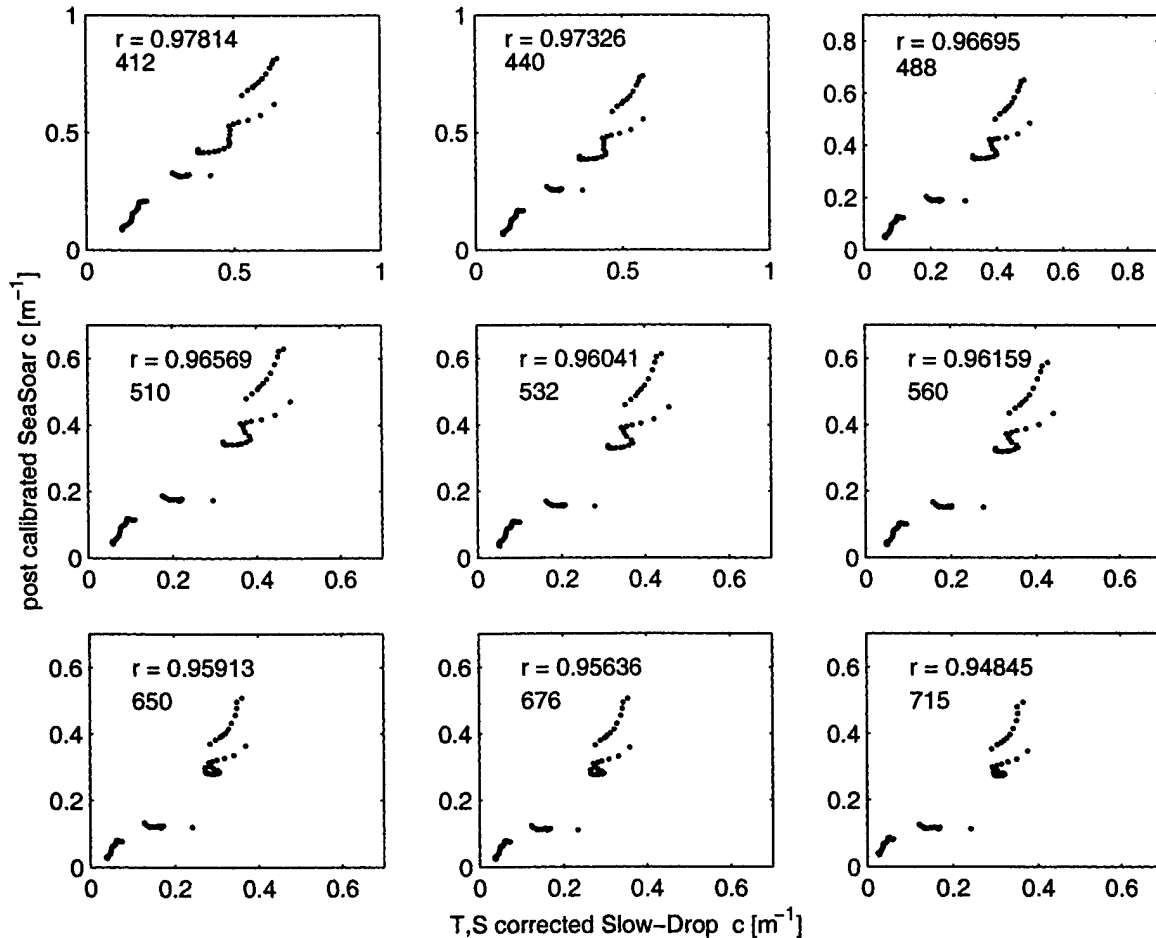 post calibrated SeaSoar c [m⁻¹]
1
0.5
0
r = 0.97814
412
0
0.5
1
1
0.5
0
r = 0.97326
440
0
0.5
1
0.8
0.6
0.4
0.2
0
r = 0.96695
488
0 0.2 0.4 0.6 0.8
0.6
0.4
0.2
0
r = 0.96569
510
0 0.2 0.4 0.6
0.6
0.4
0.2
0
r = 0.96041
532
0 0.2 0.4 0.6
0.6
0.4
0.2
0
r = 0.96159
560
0 0.2 0.4 0.6
0.6
0.4
0.2
0
r = 0.95913
650
0 0.2 0.4 0.6
0.6
0.4
0.2
0
r = 0.95636
676
0 0.2 0.4 0.6
0.6
0.4
0.2
0
r = 0.94845
715
0 0.2 0.4 0.6
T,S corrected Slow−Drop c [m⁻¹]